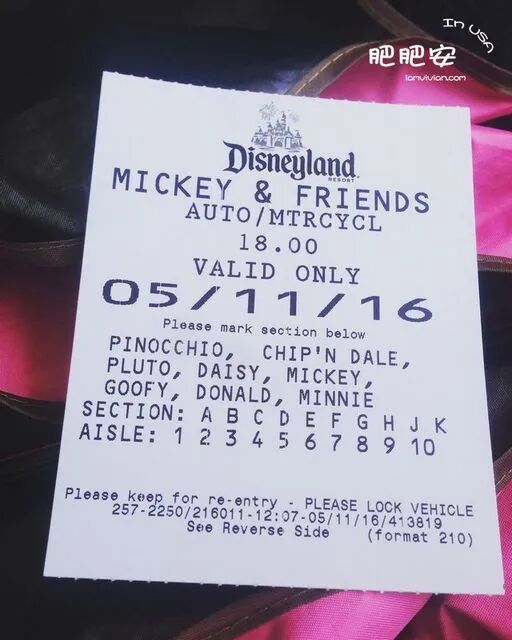 In USA
肥肥安
iamvivian.com
Disneyland
RESORT
MICKEY & FRIENDS
AUTO/MTRCYCL
18.00
VALID ONLY
05/11/16
Please mark section below
PINOCCHIO, CHIP'N DALE,
PLUTO, DAISY, MICKEY,
GOOFY, DONALD, MINNIE
SECTION: A B C D E F G H J K
AISLE: 1 2 3 4 5 6 7 8 9 10
Please keep for re-entry - PLEASE LOCK VEHICLE
257-2250/216011-12:07-05/11/16/413819
See Reverse Side (format 210)